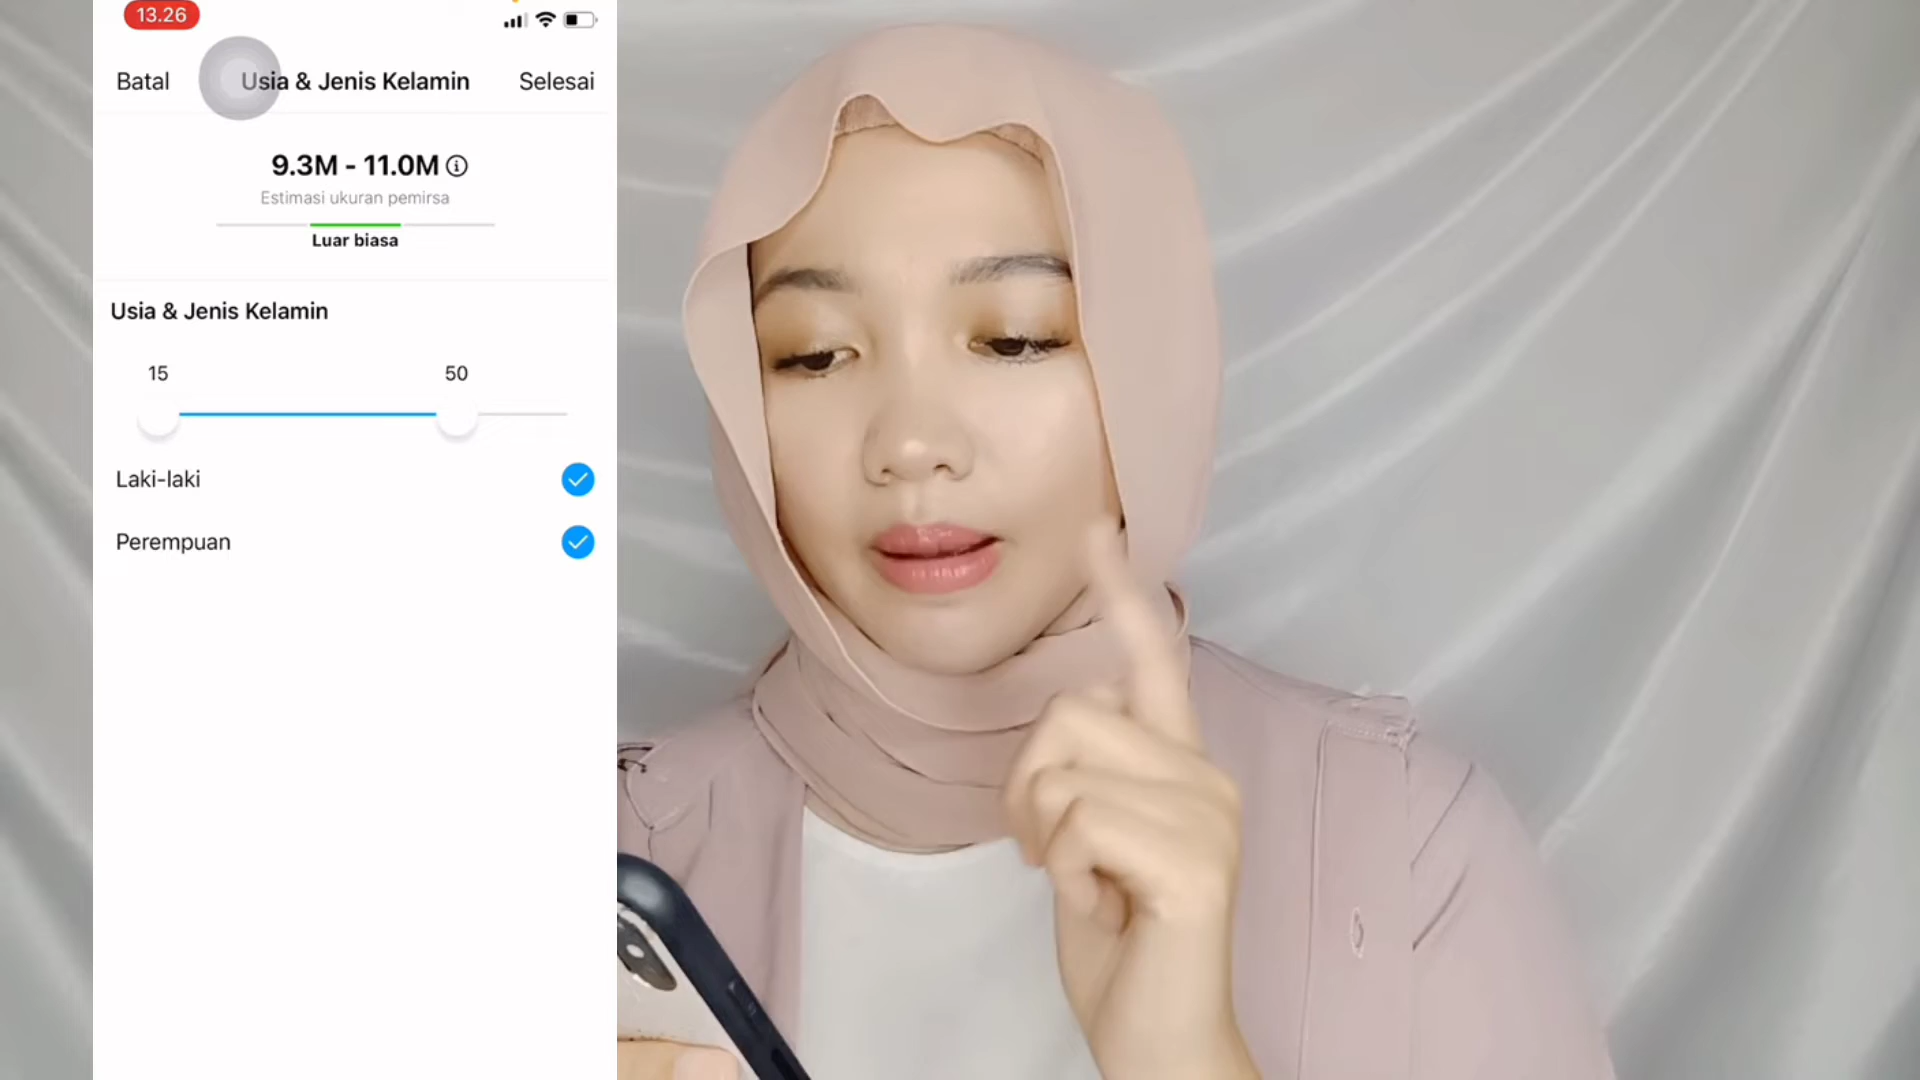 13.26
Batal Usia & Jenis Kelamin Selesai
9.3M - 11.0M
Estimasi ukuran pemirsa
Luar biasa
Usia & Jenis Kelamin
15 50
Laki-laki
Perempuan